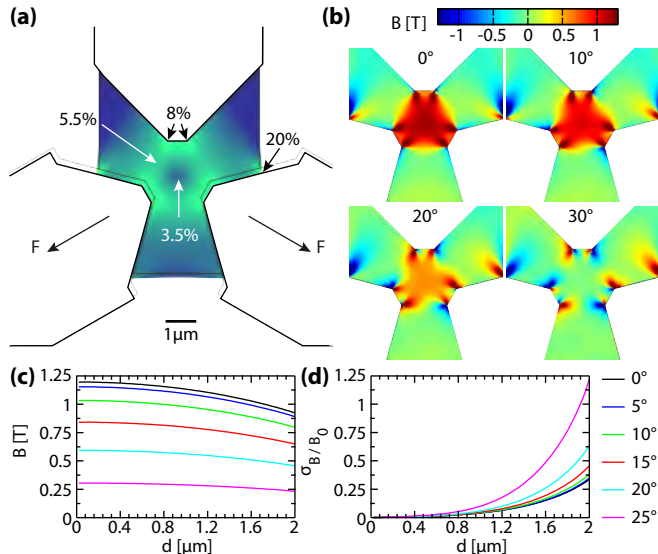 (a)
8%
5.5%
20%
3.5%
F
F
1μm
(b)
B [T]
-1 -0.5 0 0.5 1
0°
10°
20°
30°
(c)
1.25
1
0.75
0.5
0.25
0
B [T]
0 0.4 0.8 1.2 1.6 2
d [μm]
(d)
1.25
1
0.75
0.5
0.25
0
σB / B0
0 0.4 0.8 1.2 1.6 2
d [μm]
0°
5°
10°
15°
20°
25°